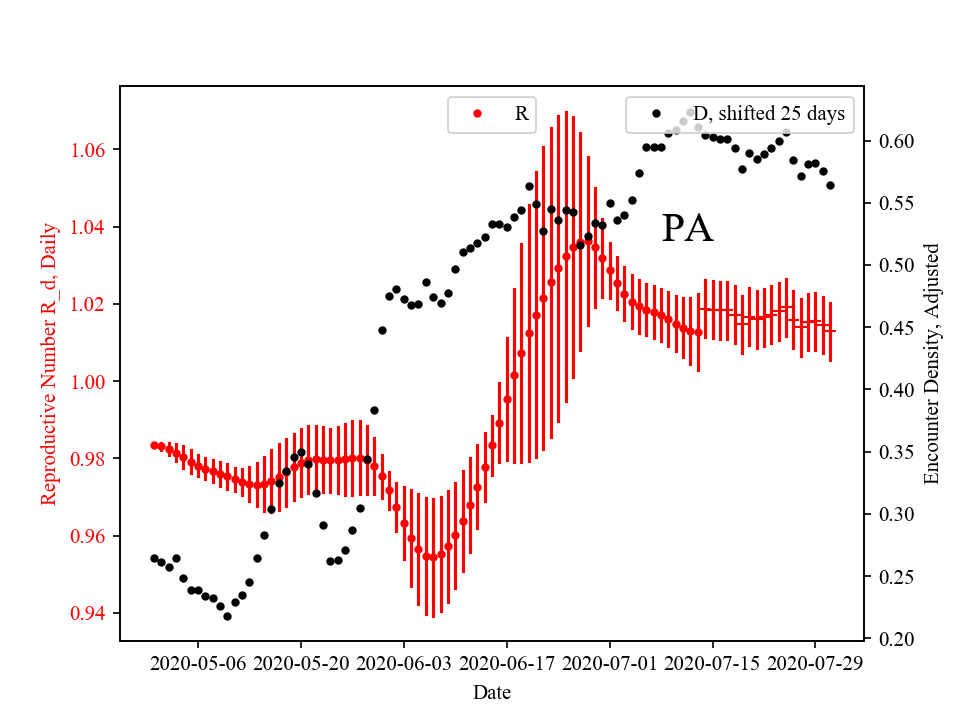 R
D, shifted 25 days
PA
1.06
1.04
1.02
1.00
0.98
0.96
0.94
Reproductive Number R_d, Daily
0.60
0.55
0.50
0.45
0.40
0.35
0.30
0.25
0.20
Encounter Density, Adjusted
2020-05-06 2020-05-20 2020-06-03 2020-06-17 2020-07-01 2020-07-15 2020-07-29
Date